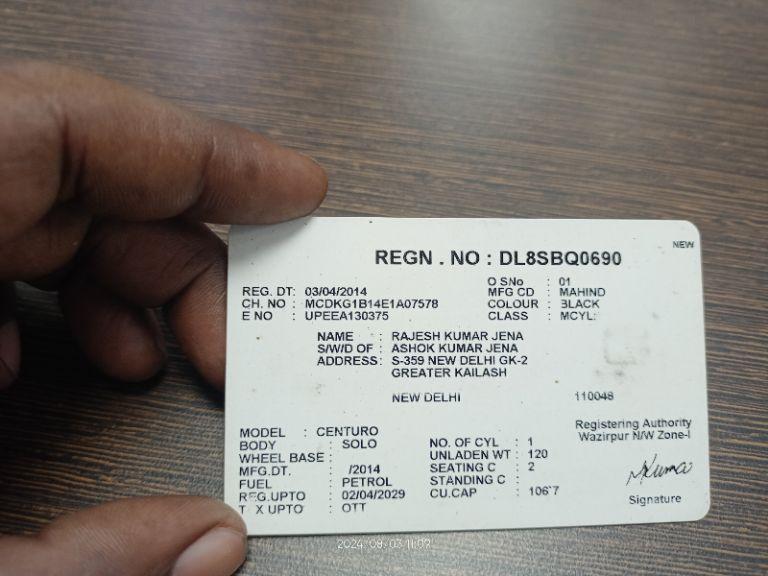 NEW
REGN . NO : DL8SBQ0690
REG. DT: 03/04/2014
CH. NO : MCDKG1B14E1A07578
E NO : UPEEA130375
O SNo : 01
MFG CD : MAHIND
COLOUR : BLACK
CLASS : MCYL:
NAME : RAJESH KUMAR JENA
S/W/D OF : ASHOK KUMAR JENA
ADDRESS: S-359 NEW DELHI GK-2
GREATER KAILASH
NEW DELHI 110048
Registering Authority
Wazirpur N/W Zone-I
MODEL : CENTURO
BODY : SOLO
WHEEL BASE :
MFG.DT. : /2014
FUEL : PETROL
REG.UPTO : 02/04/2029
T X UPTO : OTT
NO. OF CYL : 1
UNLADEN WT : 120
SEATING C : 2
STANDING C :
CU.CAP : 106'7
Kuma
Signature
2024.08.03 11:02